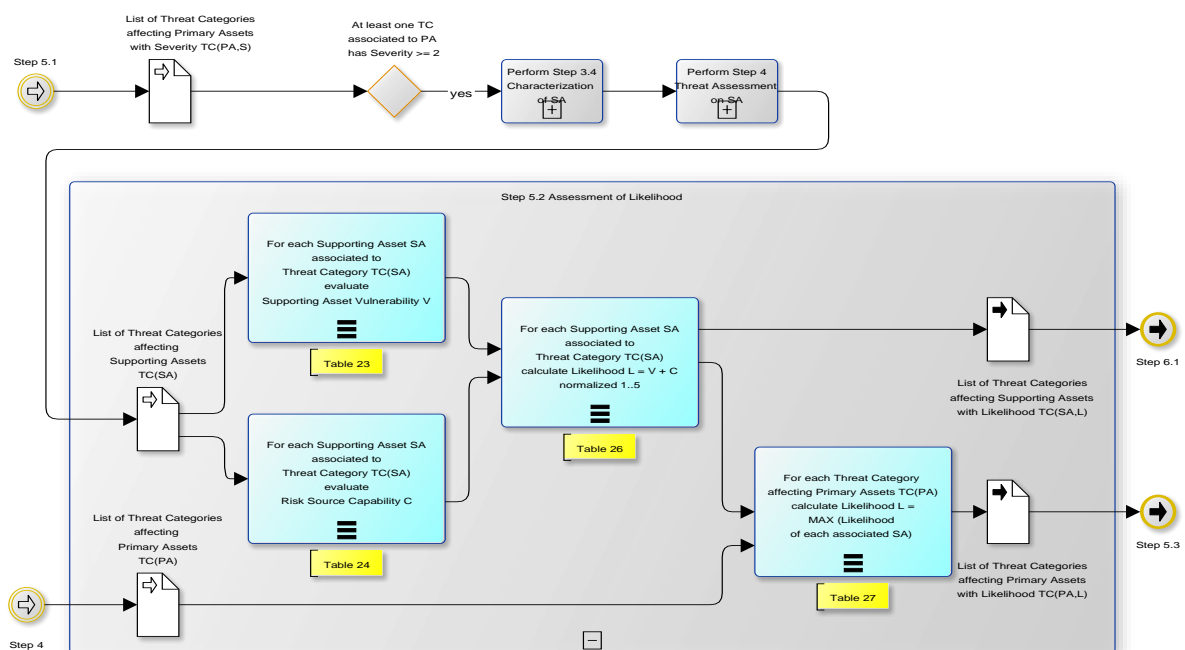 List of Threat Categories
affecting Primary Assets
with Severity TC(PA,S)
At least one TC
associated to PA
has Severity >= 2
Step 5.1
yes
Perform Step 3.4
Characterization
of SA
Perform Step 4
Threat Assessment
on SA
Step 5.2 Assessment of Likelihood
For each Supporting Asset SA
associated to
Threat Category TC(SA)
evaluate
Supporting Asset Vulnerability V
Table 23
List of Threat Categories
affecting
Supporting Assets
TC(SA)
For each Supporting Asset SA
associated to
Threat Category TC(SA)
calculate Likelihood L = V + C
normalized 1..5
Table 26
Step 6.1
List of Threat Categories
affecting Supporting Assets
with Likelihood TC(SA,L)
For each Supporting Asset SA
associated to
Threat Category TC(SA)
evaluate
Risk Source Capability C
Table 24
For each Threat Category
affecting Primary Assets TC(PA)
calculate Likelihood L =
MAX (Likelihood
of each associated SA)
Table 27
Step 5.3
List of Threat Categories
affecting Primary Assets
with Likelihood TC(PA,L)
List of Threat Categories
affecting
Primary Assets
TC(PA)
Step 4